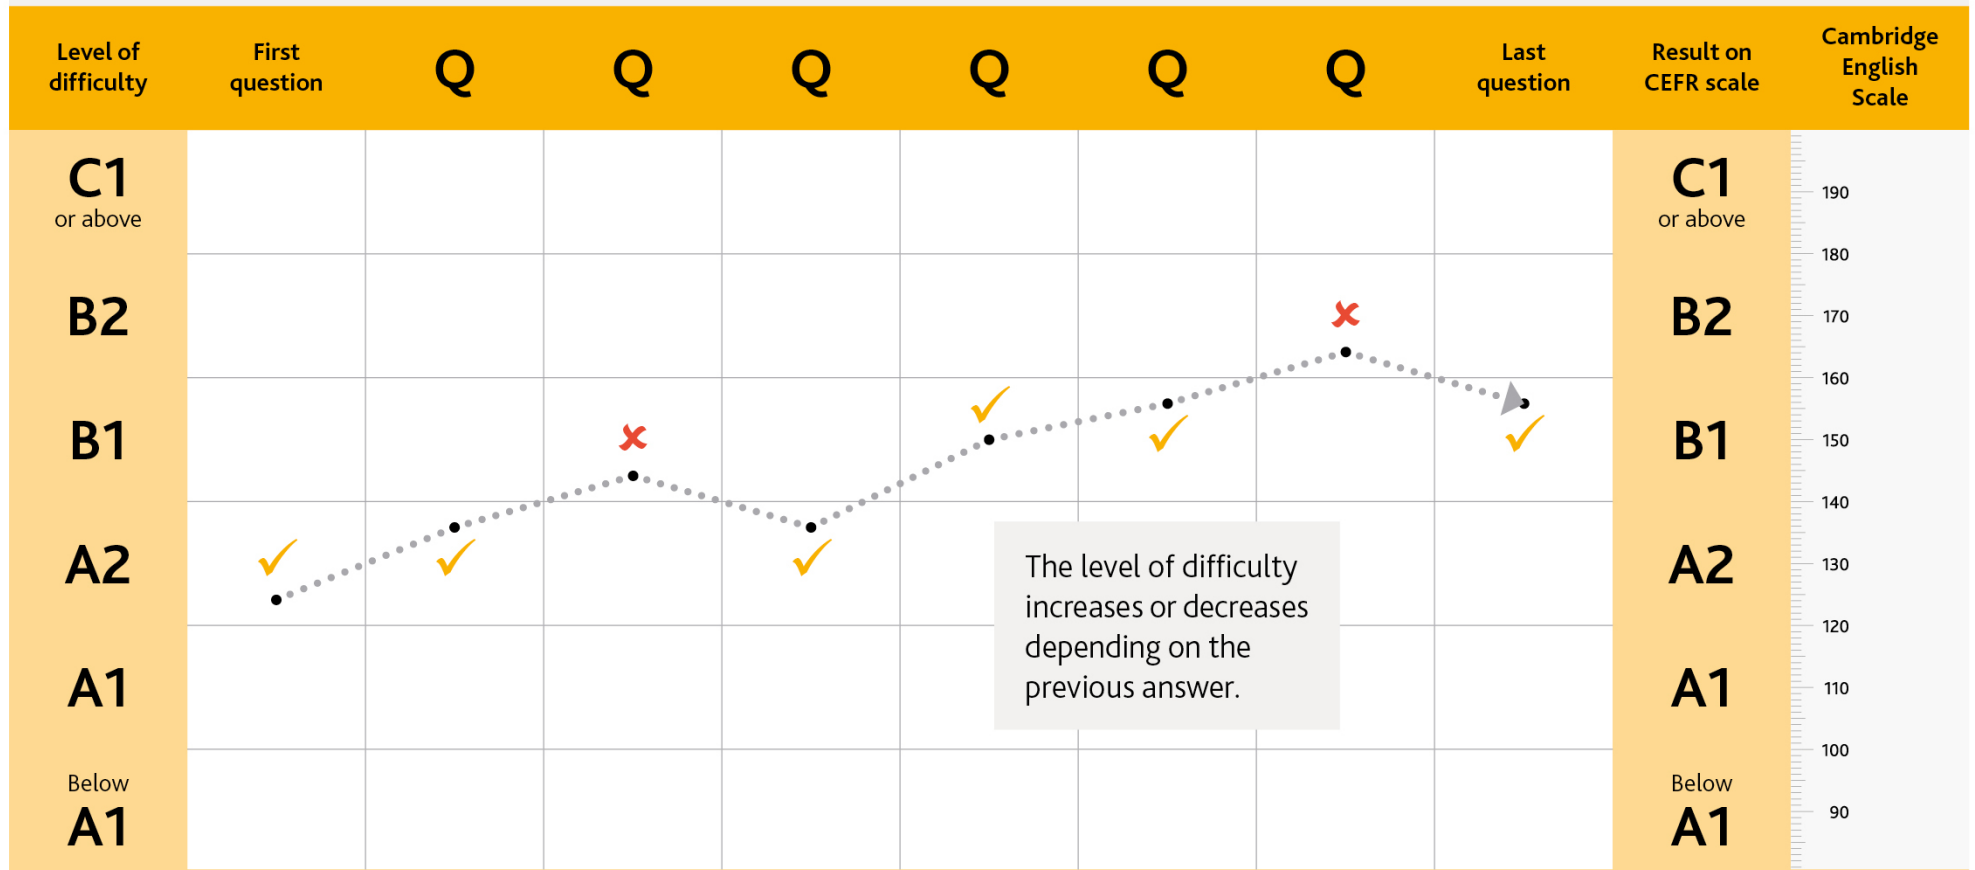 Level of
difficulty
First
question
Q
Q
Q
Q
Q
Q
Last
question
Result on
CEFR scale
Cambridge
English
Scale
C1
or above
B2
B1
A2
A1
Below
A1
The level of difficulty
increases or decreases
depending on the
previous answer.
C1
or above
B2
B1
A2
A1
Below
A1
190
180
170
160
150
140
130
120
110
100
90